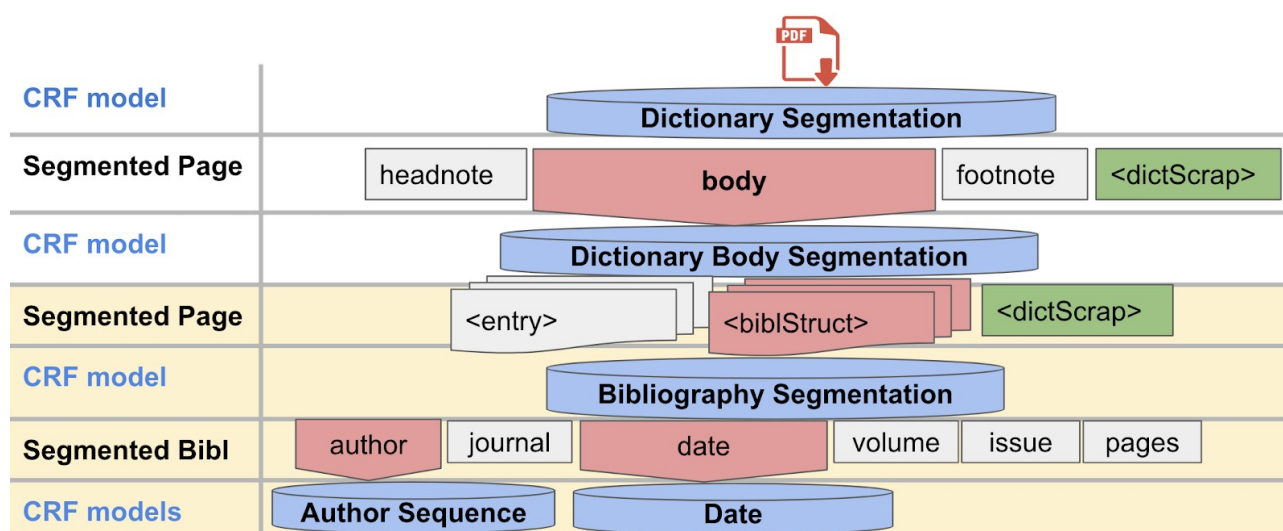 PDF
CRF model
Dictionary Segmentation
Segmented Page
headnote
body
footnote
<dictScrap>
CRF model
Dictionary Body Segmentation
Segmented Page
<entry>
<biblStruct>
<dictScrap>
CRF model
Bibliography Segmentation
Segmented Bibl
author
journal
date
volume
issue
pages
CRF models
Author Sequence
Date